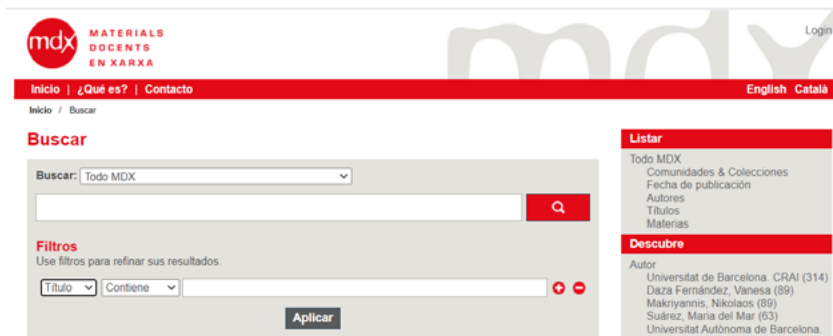 mdx
MATERIALS
DOCENTS
EN XARXA
mdx
Login
Inicio | ¿Qué es? | Contacto
English Català
Inicio / Buscar
Buscar
Buscar: Todo MDX
Filtros
Use filtros para refinar sus resultados.
Título Contiene
Aplicar
Listar
Todo MDX
Comunidades & Colecciones
Fecha de publicación
Autores
Títulos
Materias
Descubre
Autor
Universitat de Barcelona. CRAI (314)
Daza Fernández, Vanesa (89)
Makriyannis, Nikolaos (89)
Suárez, Maria del Mar (63)
Universitat Autònoma de Barcelona.